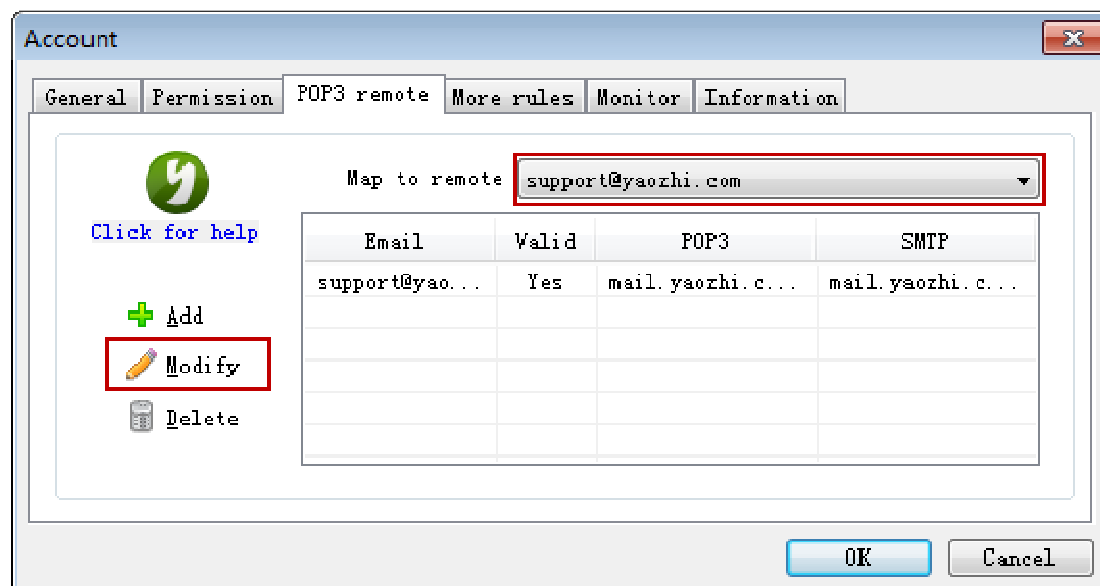 Account
General Permission POP3 remote More rules Monitor Information
Map to remote support@yaozhi.com
Click for help
Email Valid POP3 SMTP
support@yao... Yes mail.yaozhi.c... mail.yaozhi.c...
Add
Modify
Delete
OK Cancel